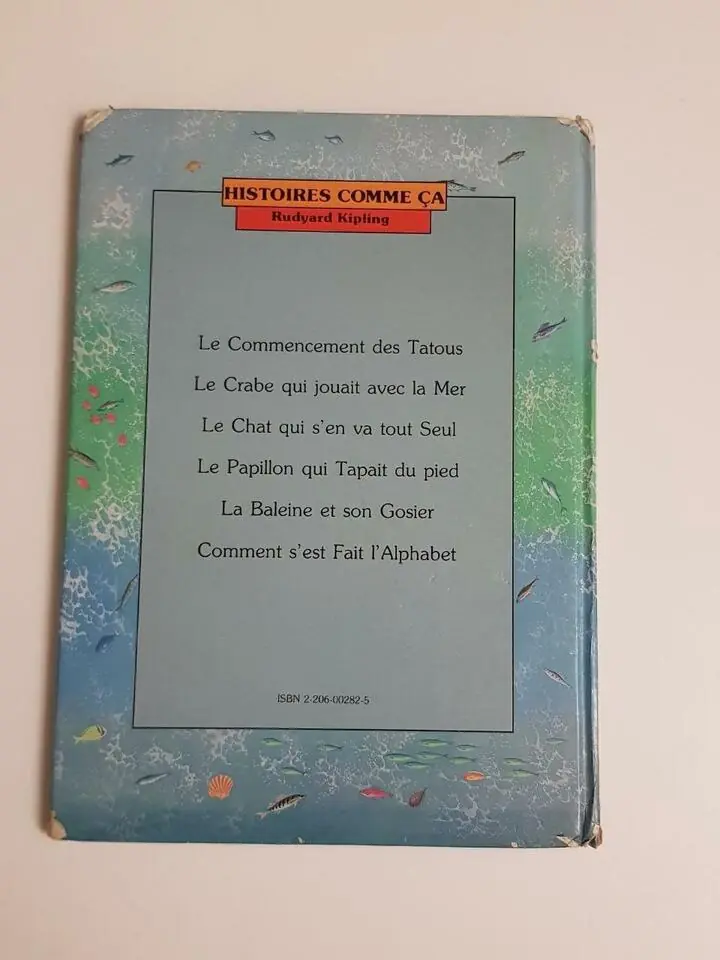 HISTOIRES COMME ÇA
Rudyard Kipling
Le Commencement des Tatous
Le Crabe qui jouait avec la Mer
Le Chat qui s'en va tout Seul
Le Papillon qui Tapait du pied
La Baleine et son Gosier
Comment s'est Fait l'Alphabet
ISBN 2-206-00282-5